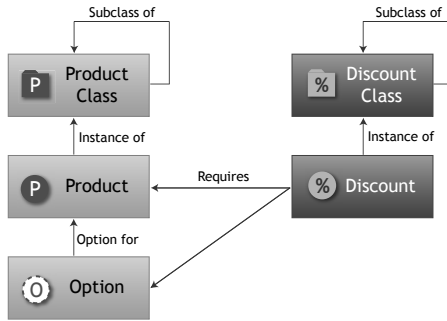 Subclass of
Subclass of
P
Product
Class
%
Discount
Class
Instance of
Instance of
P
Product
Requires
%
Discount
Option for
O
Option